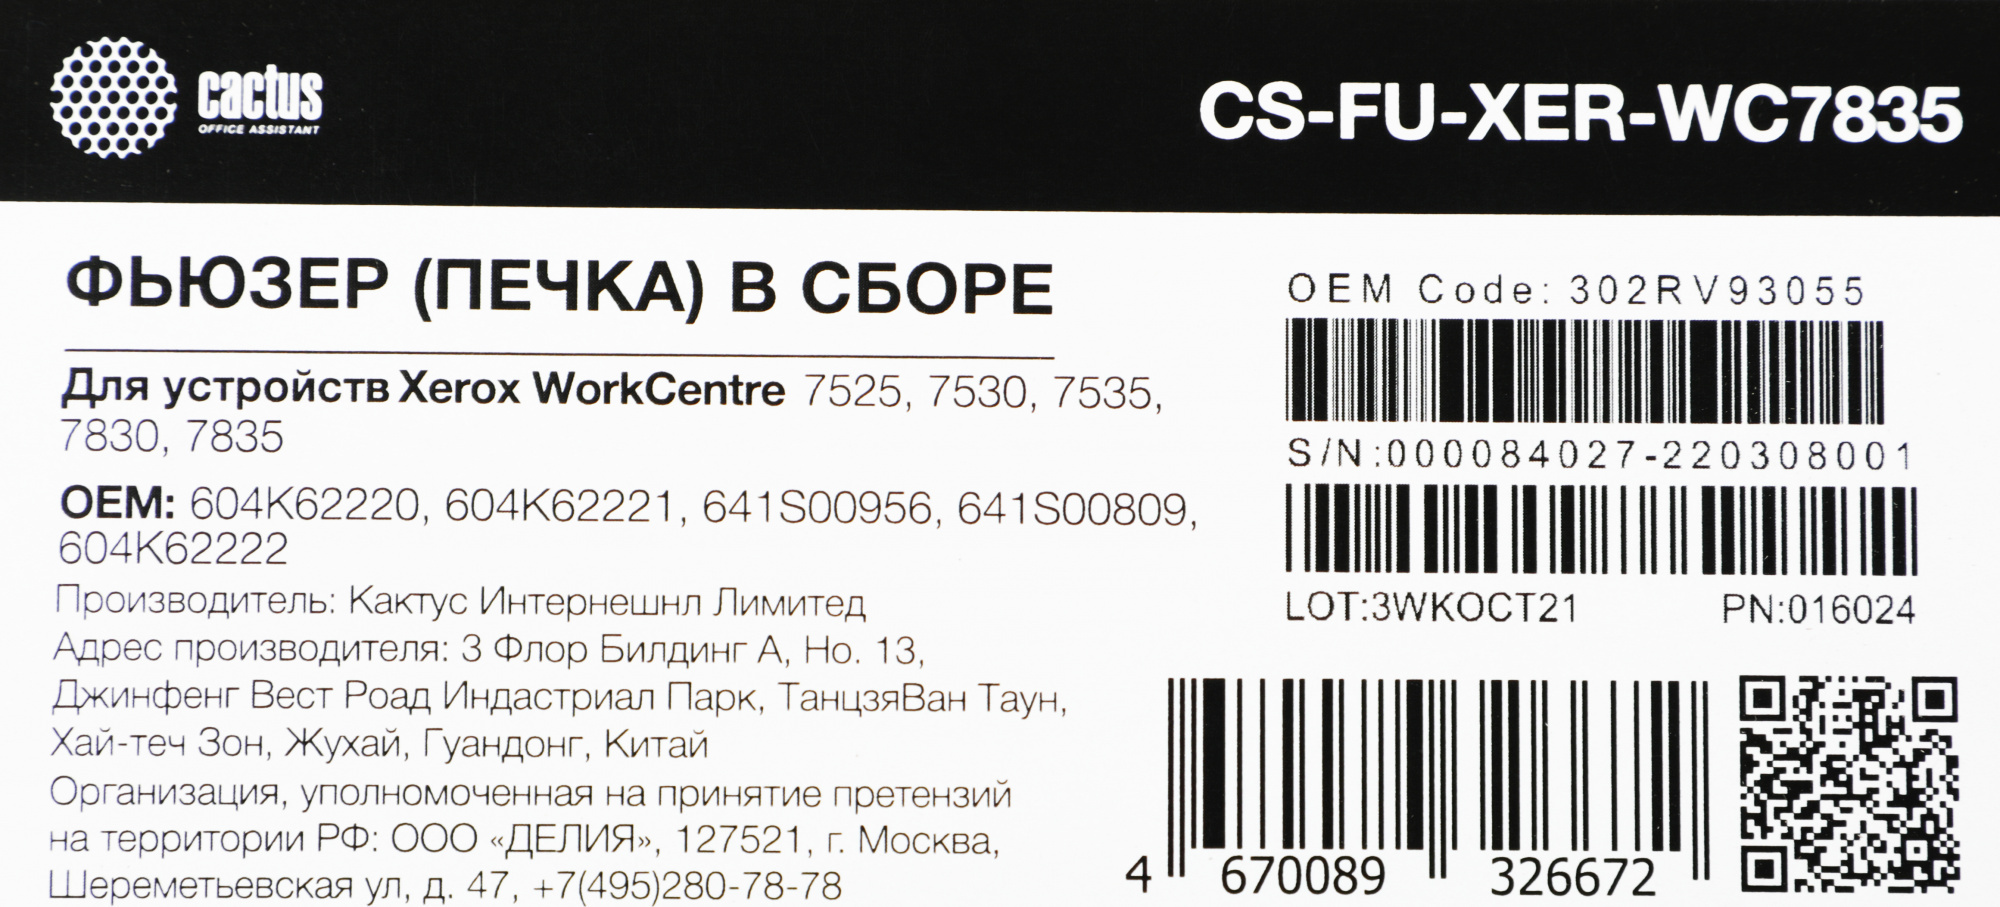 cactus
OFFICE ASSISTANT
CS-FU-XER-WC7835
ФЬЮЗЕР (ПЕЧКА) В СБОРЕ
Для устройств Xerox WorkCentre 7525, 7530, 7535,
7830, 7835
OEM: 604K62220, 604K62221, 641S00956, 641S00809,
604K62222
Производитель: Кактус Интернешнл Лимитед
Адрес производителя: 3 Флор Билдинг А, Но. 13,
Джинфенг Вест Роад Индастриал Парк, ТанцзяВан Таун,
Хай-теч Зон, Жухай, Гуандонг, Китай
Организация, уполномоченная на принятие претензий
на территории РФ: ООО «ДЕЛИЯ», 127521, г. Москва,
Шереметьевская ул, д. 47, +7(495)280-78-78
OEM Code: 302RV93055
S/N:000084027-220308001
LOT:3WKOCT21 PN:016024
4 670089 326672